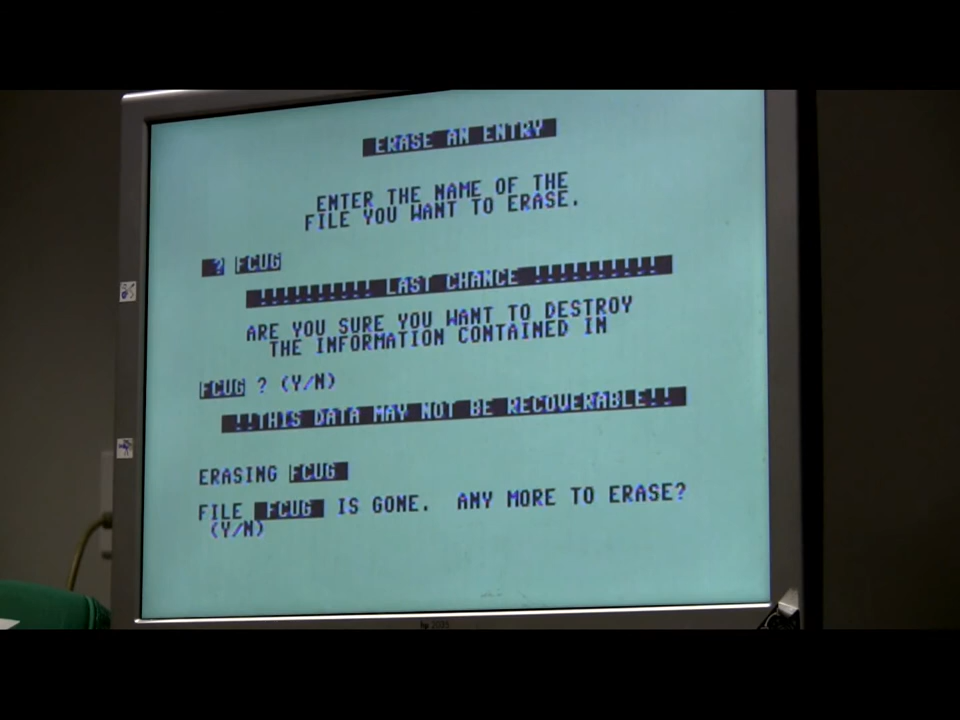 ERASE AN ENTRY
ENTER THE NAME OF THE
FILE YOU WANT TO ERASE.
? FCUG
!!!!!!!!!! LAST CHANCE !!!!!!!!!!
ARE YOU SURE YOU WANT TO DESTROY
THE INFORMATION CONTAINED IN
FCUG ? (Y/N)
!!THIS DATA MAY NOT BE RECOVERABLE!!
ERASING FCUG
FILE FCUG IS GONE. ANY MORE TO ERASE?
(Y/N)